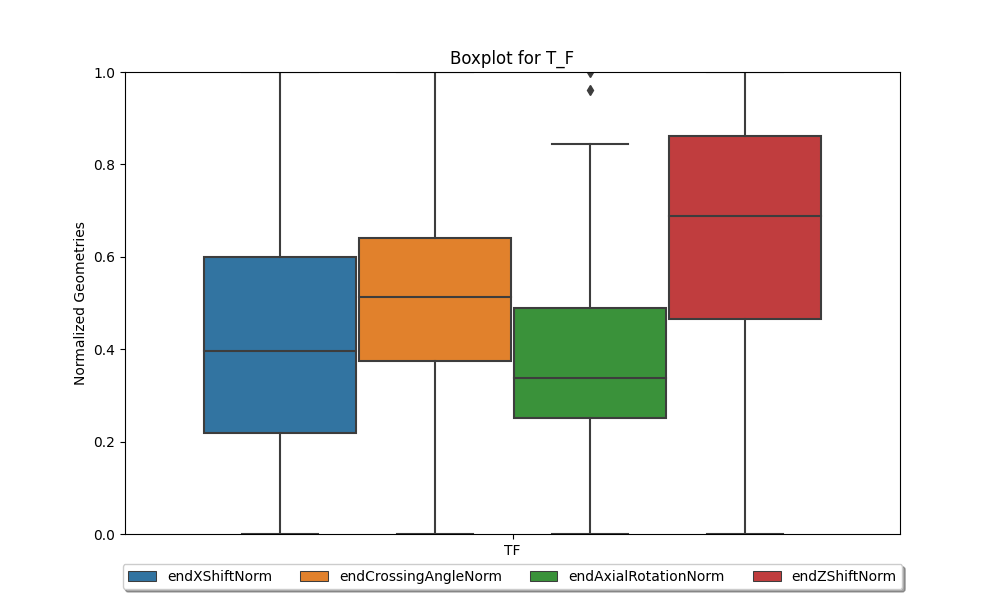 Boxplot for T_F
1.0
0.8
0.6
0.4
0.2
0.0
Normalized Geometries
TF
endXShiftNorm endCrossingAngleNorm endAxialRotationNorm endZShiftNorm